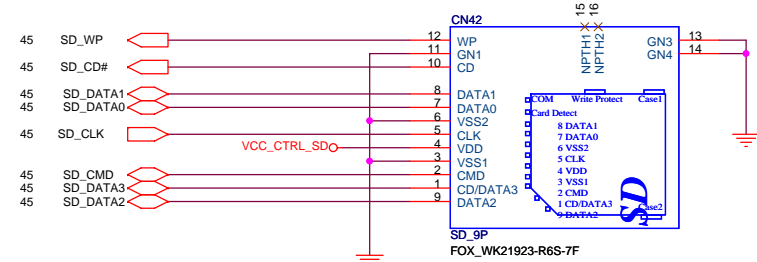 15
16
CN42
45 SD_WP 12 WP NPTH1 NPTH2 GN3 13
11 GN1 GN4 14
45 SD_CD# 10 CD
45 SD_DATA1 8 DATA1
45 SD_DATA0 7 DATA0
6 VSS2
45 SD_CLK 5 CLK
VCC_CTRL_SD 4 VDD
3 VSS1
45 SD_CMD 2 CMD
45 SD_DATA3 1 CD/DATA3
45 SD_DATA2 9 DATA2
COM Write Protect Case1
Card Detect
8 DATA1
7 DATA0
6 VSS2
5 CLK
4 VDD
3 VSS1
2 CMD
1 CD/DATA3
9 DATA2
SD
Case2
SD_9P
FOX_WK21923-R6S-7F